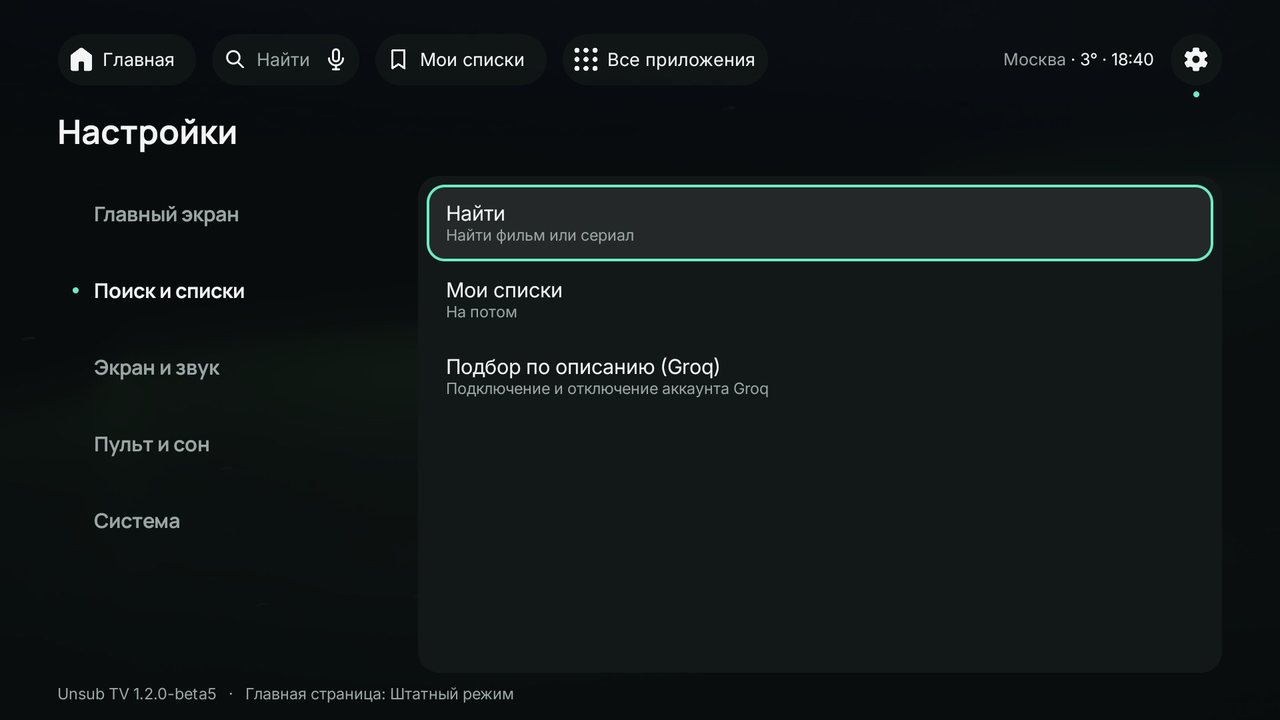 Главная
Найти
Мои списки
Все приложения
Москва · 3° · 18:40
Настройки
Главный экран
Поиск и списки
Экран и звук
Пульт и сон
Система
Найти
Найти фильм или сериал
Мои списки
На потом
Подбор по описанию (Groq)
Подключение и отключение аккаунта Groq
Unsub TV 1.2.0-beta5 · Главная страница: Штатный режим